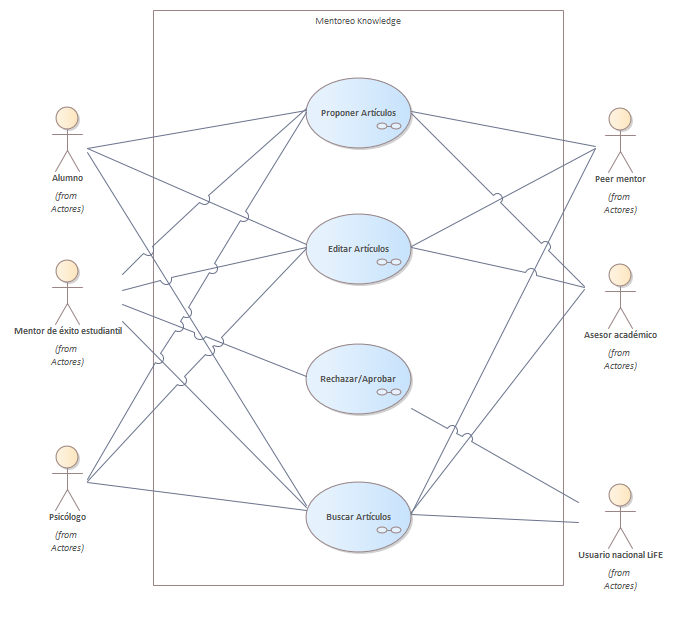 Mentoreo Knowledge
Proponer Artículos
Alumno
(from
Actores)
Peer mentor
(from
Actores)
Editar Artículos
Mentor de éxito estudiantil
(from
Actores)
Asesor académico
(from
Actores)
Rechazar/Aprobar
Psicólogo
(from
Actores)
Buscar Artículos
Usuario nacional LiFE
(from
Actores)